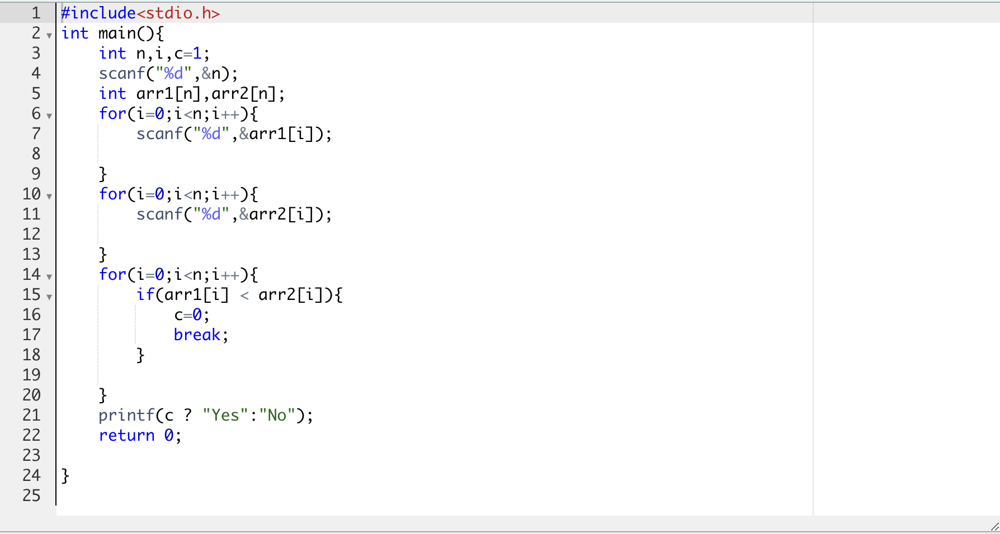 1 #include<stdio.h>
2 int main(){
3     int n,i,c=1;
4     scanf("%d",&n);
5     int arr1[n],arr2[n];
6     for(i=0;i<n;i++){
7         scanf("%d",&arr1[i]);
8
9     }
10     for(i=0;i<n;i++){
11         scanf("%d",&arr2[i]);
12
13     }
14     for(i=0;i<n;i++){
15         if(arr1[i] < arr2[i]){
16             c=0;
17             break;
18         }
19
20     }
21     printf(c ? "Yes":"No");
22     return 0;
23
24 }
25